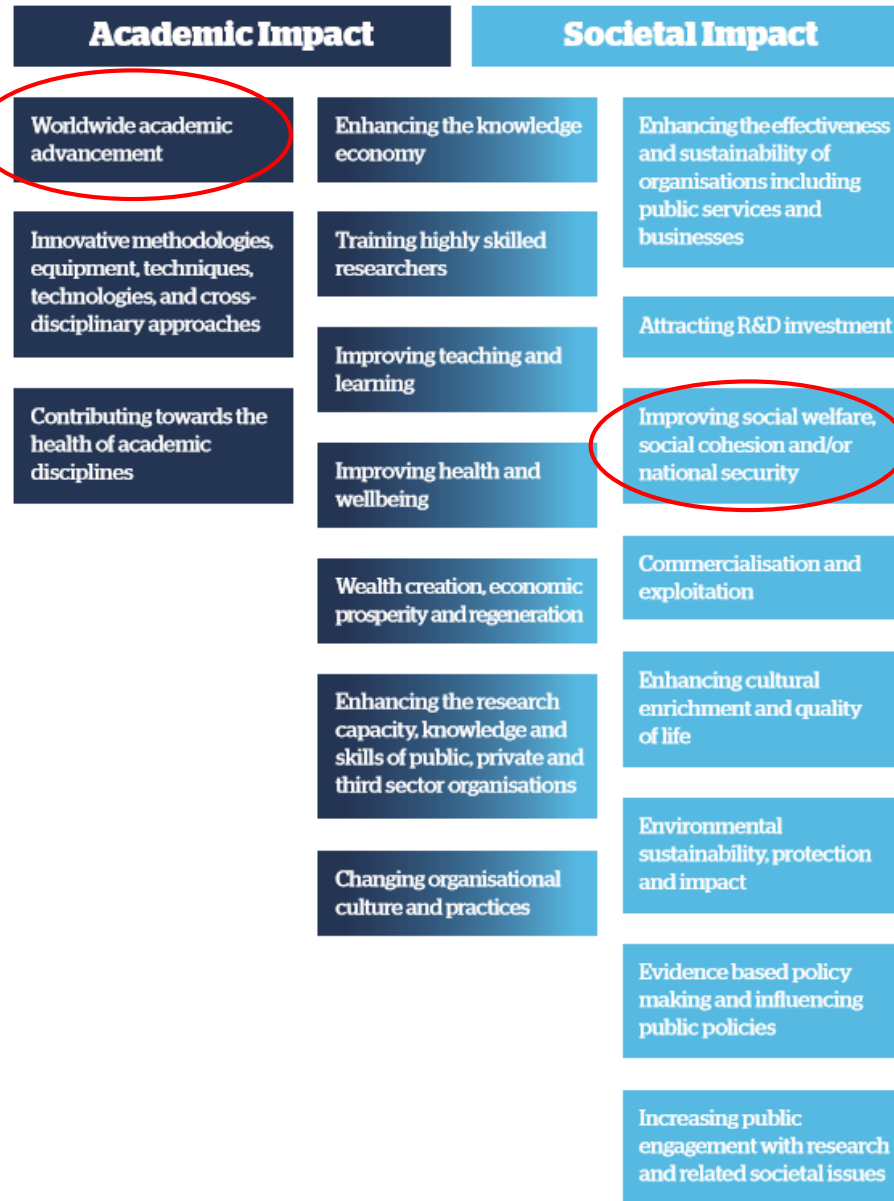 Academic Impact
Societal Impact
Worldwide academic
advancement
Innovative methodologies,
equipment, techniques,
technologies, and cross-
disciplinary approaches
Contributing towards the
health of academic
disciplines
Enhancing the knowledge
economy
Training highly skilled
researchers
Improving teaching and
learning
Improving health and
wellbeing
Wealth creation, economic
prosperity and regeneration
Enhancing the research
capacity, knowledge and
skills of public, private and
third sector organisations
Changing organisational
culture and practices
Enhancing the effectiveness
and sustainability of
organisations including
public services and
businesses
Attracting R&D investment
Improving social welfare,
social cohesion and/or
national security
Commercialisation and
exploitation
Enhancing cultural
enrichment and quality
of life
Environmental
sustainability, protection
and impact
Evidence based policy
making and influencing
public policies
Increasing public
engagement with research
and related societal issues